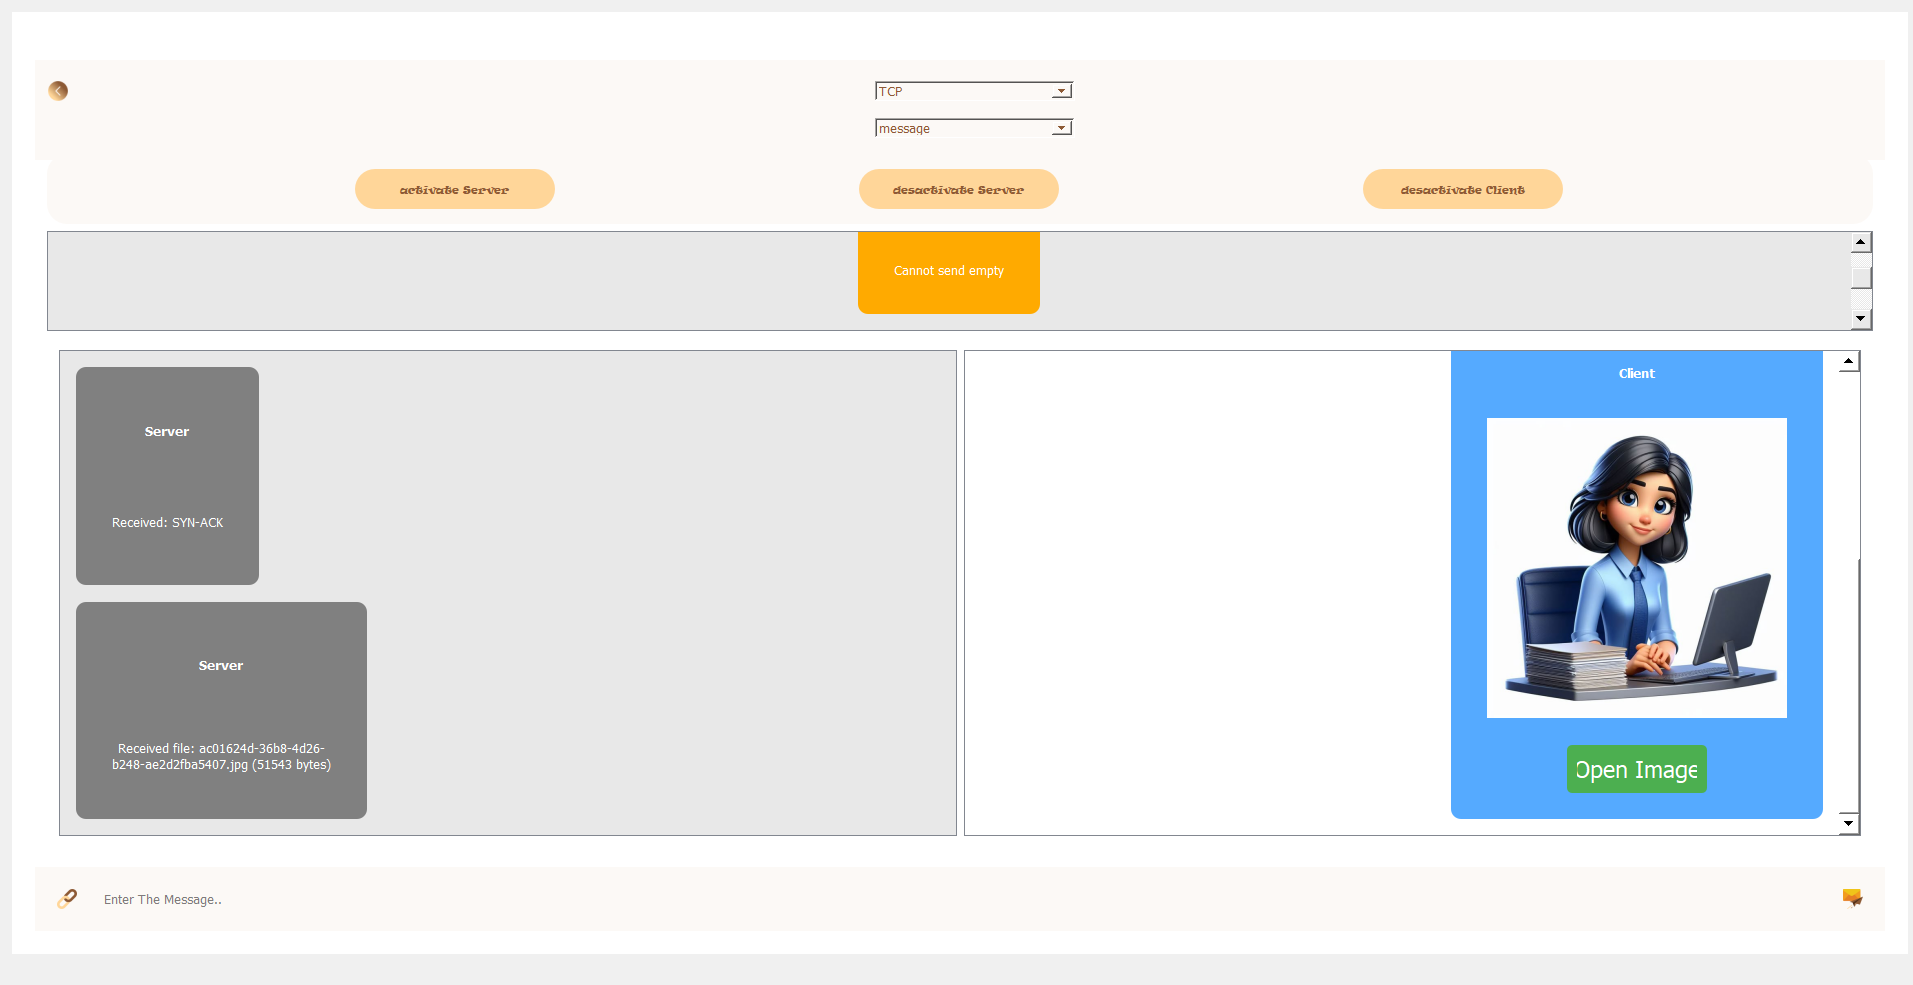 TCP
message
activate Server
desactivate Server
desactivate Client
Cannot send empty
Server
Received: SYN-ACK
Server
Received file: ac01624d-36b8-4d26-
b248-ae2d2fba5407.jpg (51543 bytes)
Client
Open Image
Enter The Message..